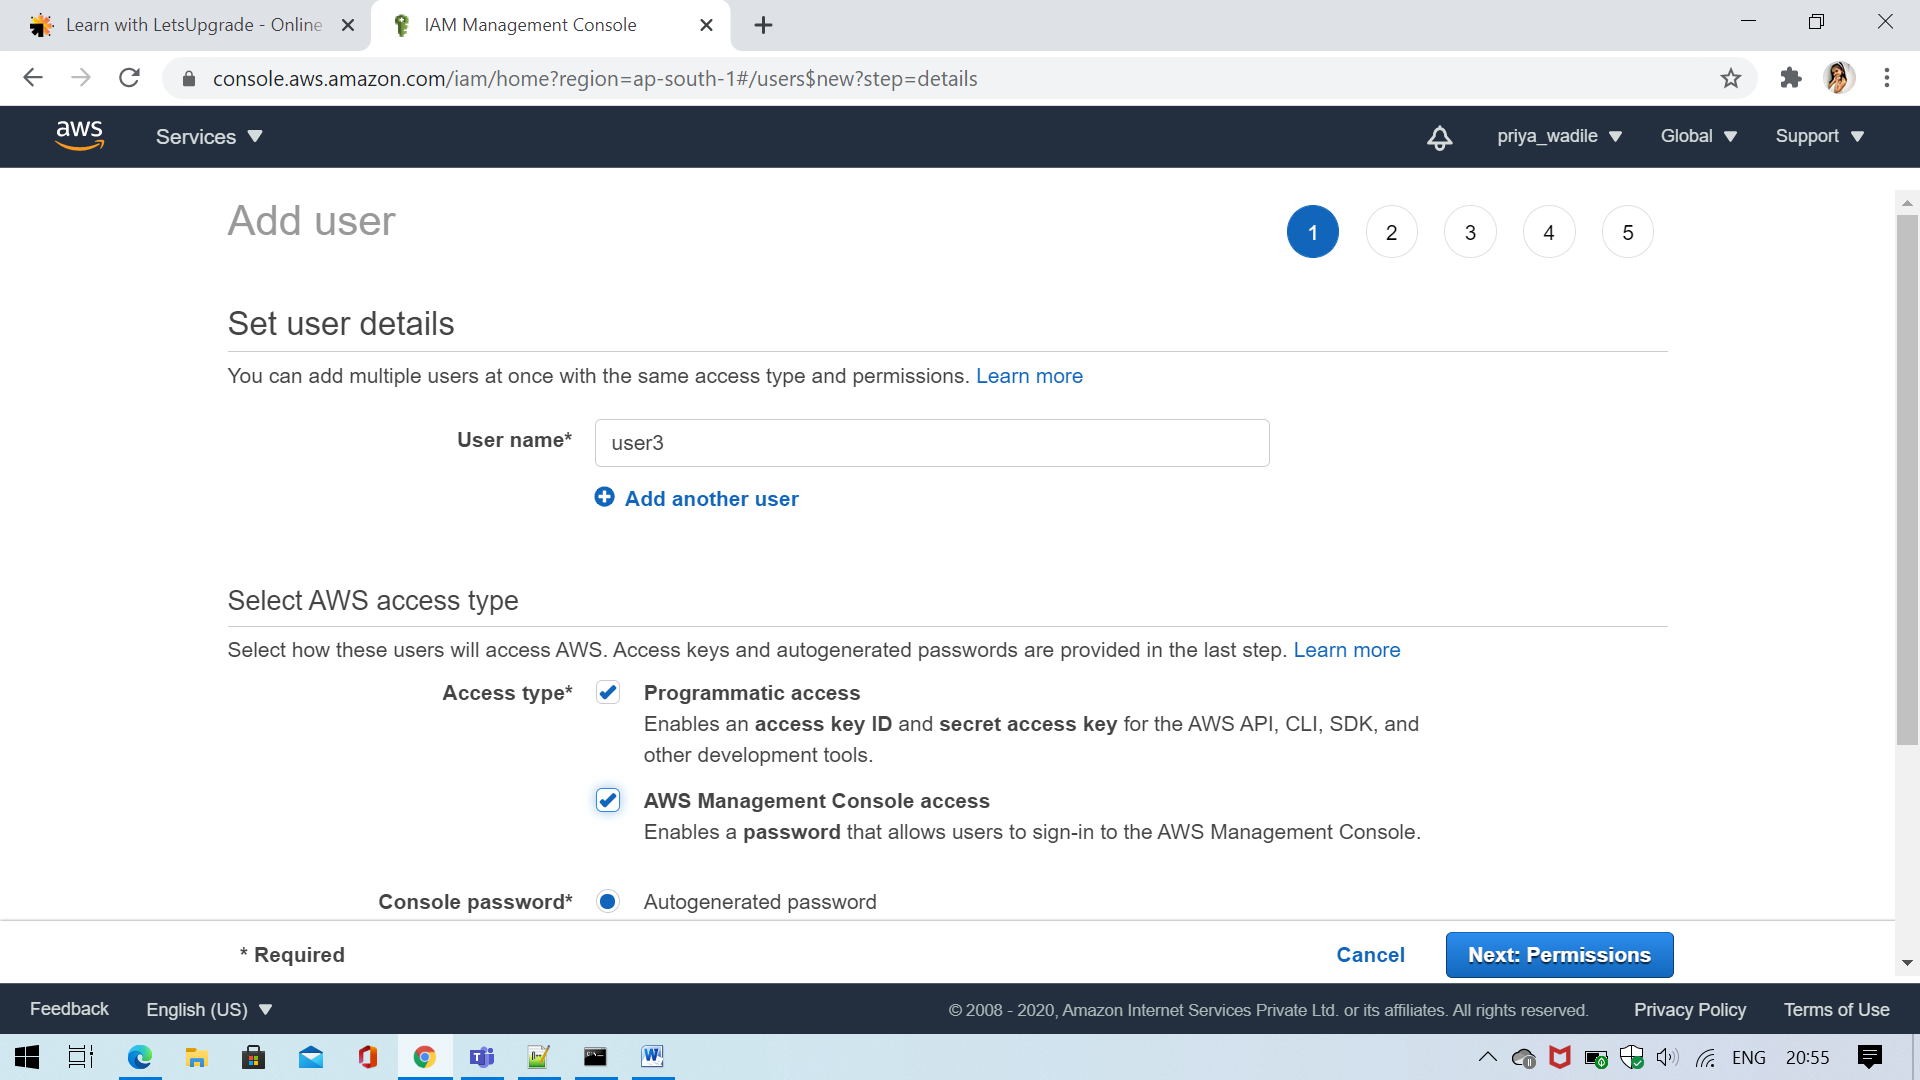 Learn with LetsUpgrade - Online
IAM Management Console
console.aws.amazon.com/iam/home?region=ap-south-1#/users$new?step=details
aws
Services
priya_wadile
Global
Support
Add user
1
2
3
4
5
Set user details
You can add multiple users at once with the same access type and permissions. Learn more
User name*
user3
Add another user
Select AWS access type
Select how these users will access AWS. Access keys and autogenerated passwords are provided in the last step. Learn more
Access type*
Programmatic access
Enables an access key ID and secret access key for the AWS API, CLI, SDK, and
other development tools.
AWS Management Console access
Enables a password that allows users to sign-in to the AWS Management Console.
Console password*
Autogenerated password
* Required
Cancel
Next: Permissions
Feedback
English (US)
© 2008 - 2020, Amazon Internet Services Private Ltd. or its affiliates. All rights reserved.
Privacy Policy
Terms of Use
ENG
20:55